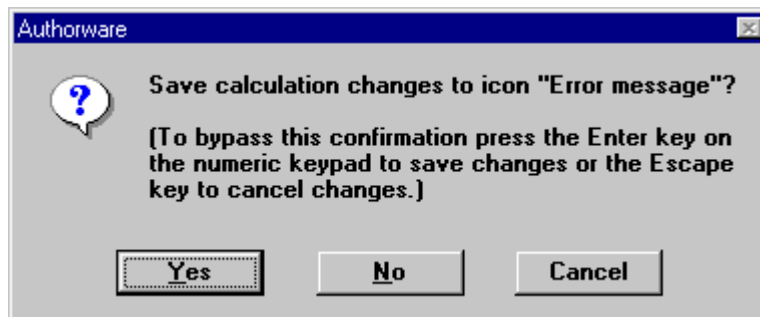 Authorware
?
Save calculation changes to icon "Error message"?
(To bypass this confirmation press the Enter key on
the numeric keypad to save changes or the Escape
key to cancel changes.)
Yes No Cancel